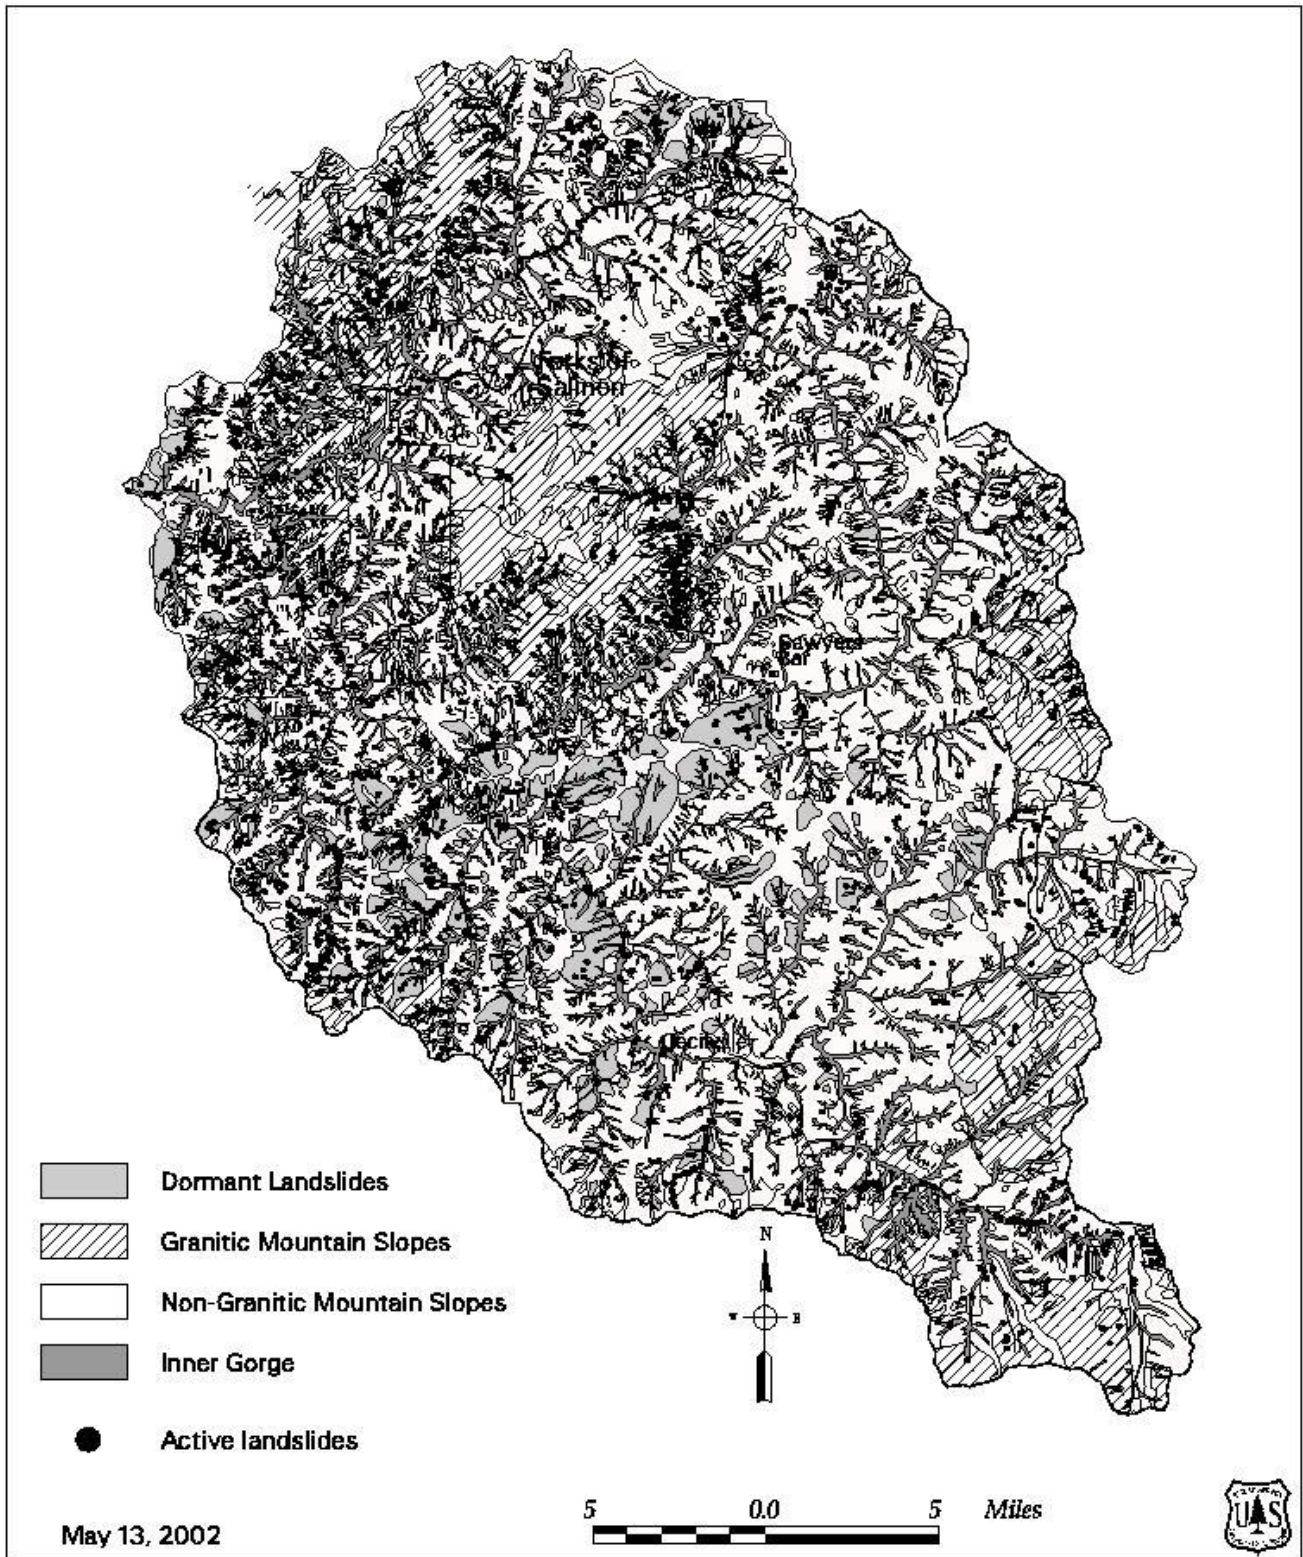 Forks of
Salmon
Sawyers
Bar
Cecilville
Dormant Landslides
Granitic Mountain Slopes
Non-Granitic Mountain Slopes
Inner Gorge
Active landslides
N
W E
5 0.0 5 Miles
May 13, 2002
U S